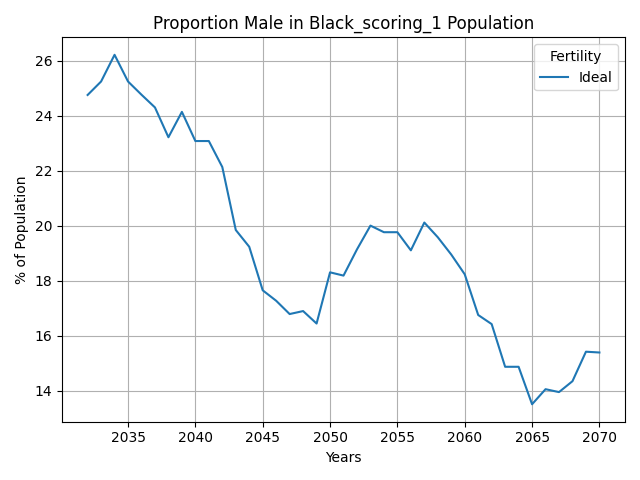 Proportion Male in Black_scoring_1 Population
Fertility
Ideal
% of Population
26
24
22
20
18
16
14
2035 2040 2045 2050 2055 2060 2065 2070
Years